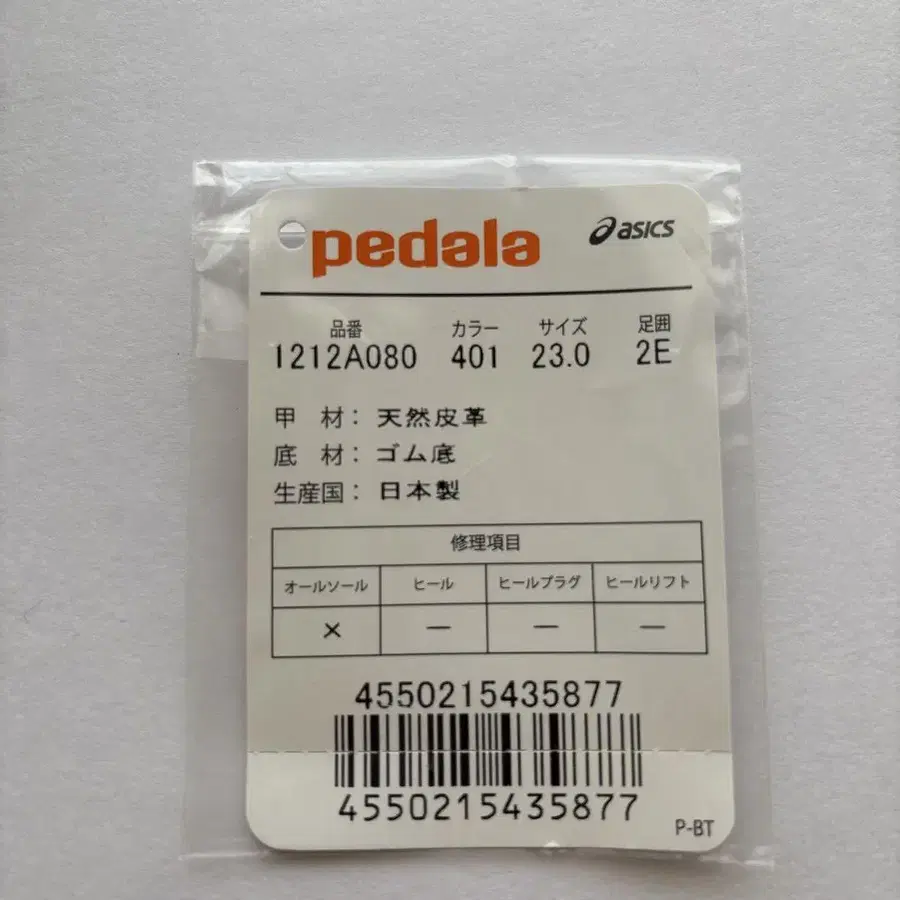 pedala asics
品番 カラー サイズ 足囲
1212A080 401 23.0 2E
甲 材： 天然皮革
底 材： ゴム底
生産国： 日本製
修理項目
オールソール ヒール ヒールプラグ ヒールリフト
× ー ー ー
4550215435877
4550215435877
P-BT